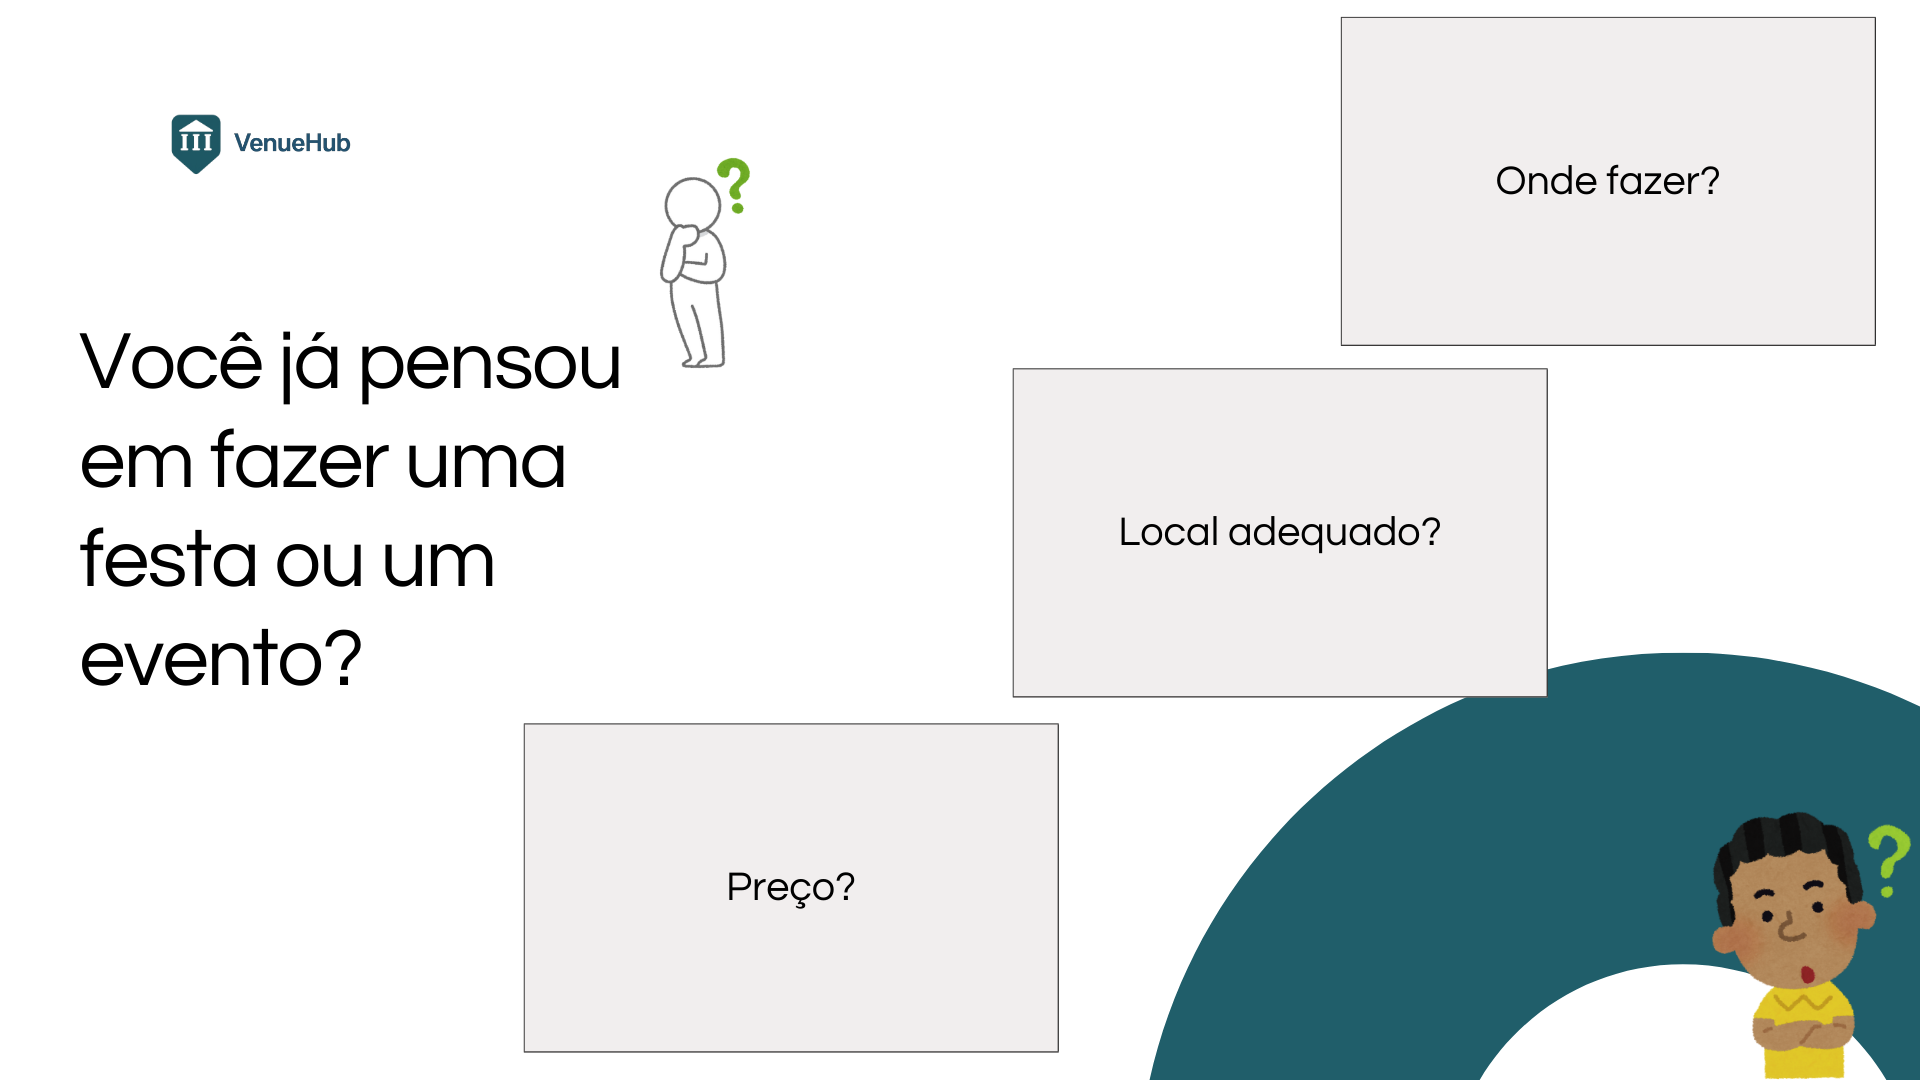 VenueHub
Você já pensou
em fazer uma
festa ou um
evento?
Onde fazer?
Local adequado?
Preço?